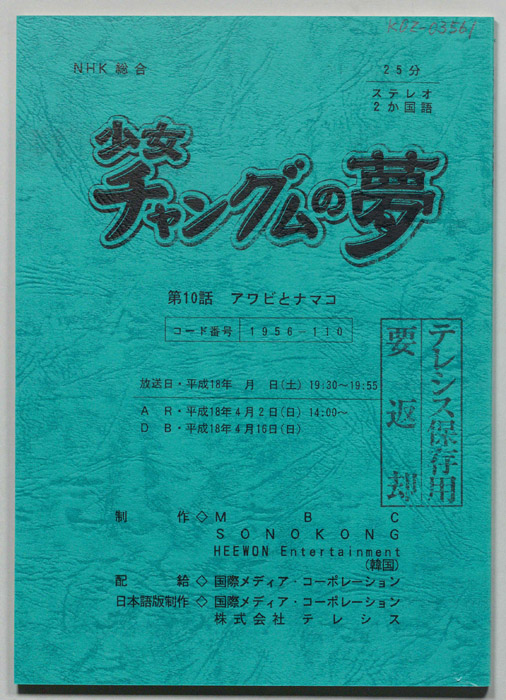 KDZ-03561
NHK 総合
25分
ステレオ
2か国語
少女
チャングムの夢
第10話 アワビとナマコ
コード番号 1956-110
放送日・平成18年 月 日(土) 19:30~19:55
A R・平成18年4月2日(日) 14:00~
D B・平成18年4月16日(日)
テレシス保存用
要返却
制 作◇M B C
SONOKONG
HEEWON Entertainment
(韓国)
配 給◇国際メディア・コーポレーション
日本語版制作◇国際メディア・コーポレーション
株式会社 テレシス